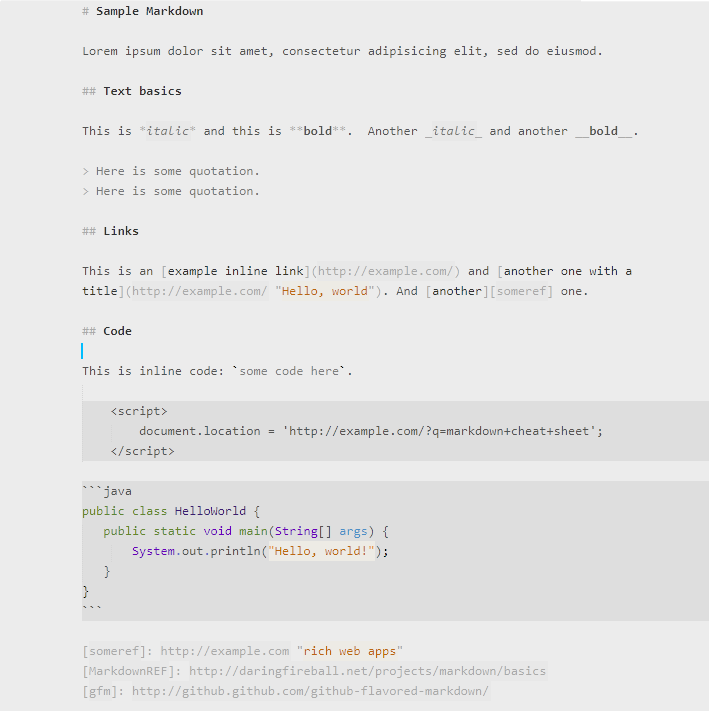 # Sample Markdown
Lorem ipsum dolor sit amet, consectetur adipisicing elit, sed do eiusmod.
## Text basics
This is *italic* and this is **bold**.  Another _italic_ and another __bold__.
> Here is some quotation.
> Here is some quotation.
## Links
This is an [example inline link](http://example.com/) and [another one with a
title](http://example.com/ "Hello, world"). And [another][someref] one.
## Code
This is inline code: `some code here`.
    <script>
        document.location = 'http://example.com/?q=markdown+cheat+sheet';
    </script>
```java
public class HelloWorld {
   public static void main(String[] args) {
       System.out.println("Hello, world!");
   }
}
```
[someref]: http://example.com "rich web apps"
[MarkdownREF]: http://daringfireball.net/projects/markdown/basics
[gfm]: http://github.github.com/github-flavored-markdown/